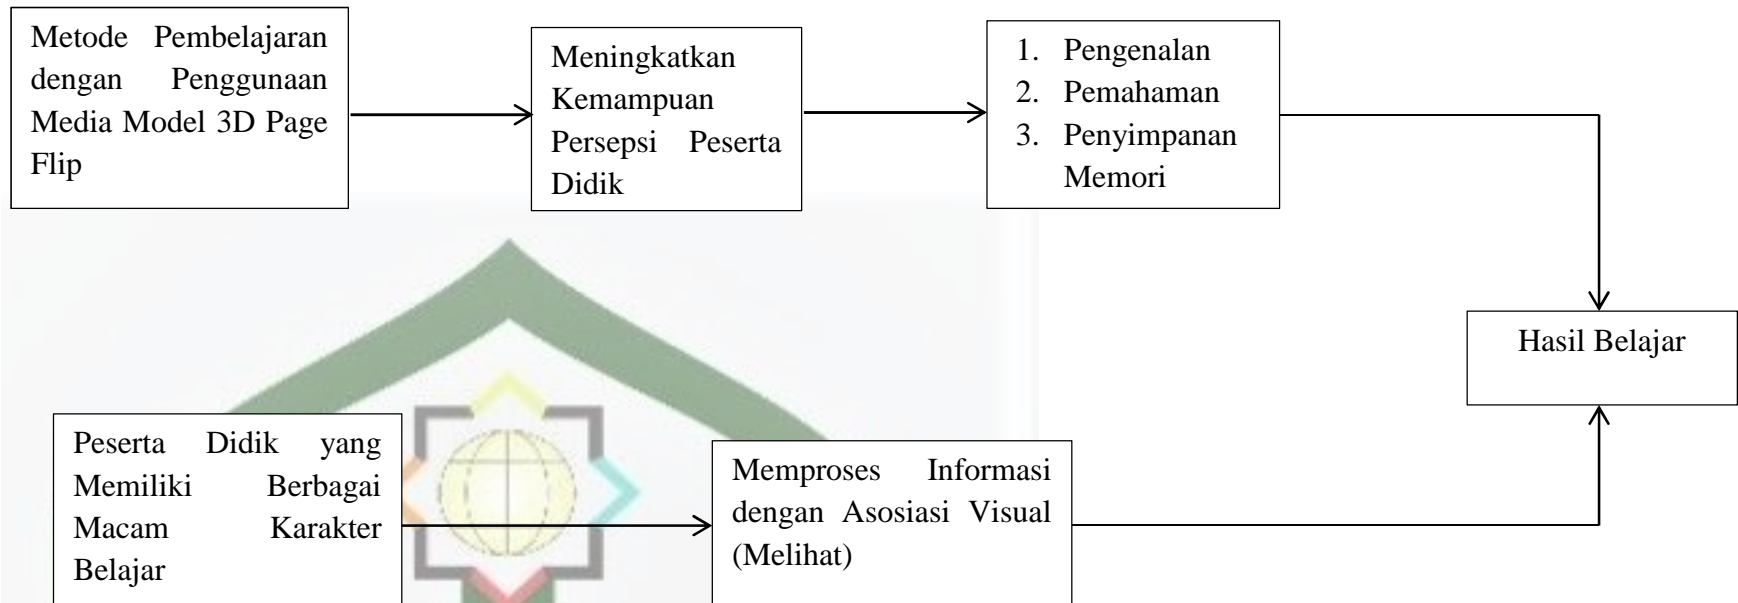 Metode Pembelajaran
dengan Penggunaan
Media Model 3D Page
Flip
Meningkatkan
Kemampuan
Persepsi Peserta
Didik
1. Pengenalan
2. Pemahaman
3. Penyimpanan
Memori
Hasil Belajar
Peserta Didik yang
Memiliki Berbagai
Macam Karakter
Belajar
Memproses Informasi
dengan Asosiasi Visual
(Melihat)